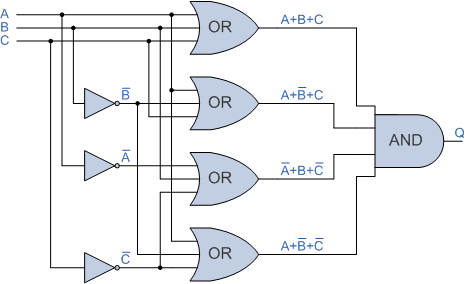 A
B
C
OR
A+B+C
B̅
OR
A+B̅+C
A̅
OR
A̅+B+C̅
AND
Q
C̅
OR
A+B̅+C̅